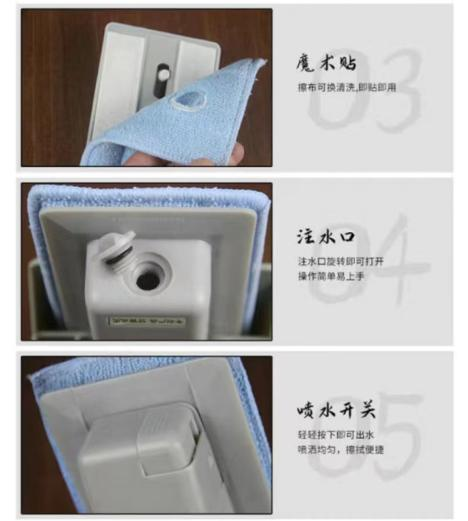 03
魔术贴
擦布可换清洗,即贴即用
04
注水口
注水口旋转即可打开
操作简单易上手
05
喷水开关
轻轻按下即可出水
喷洒均匀，擦拭便捷